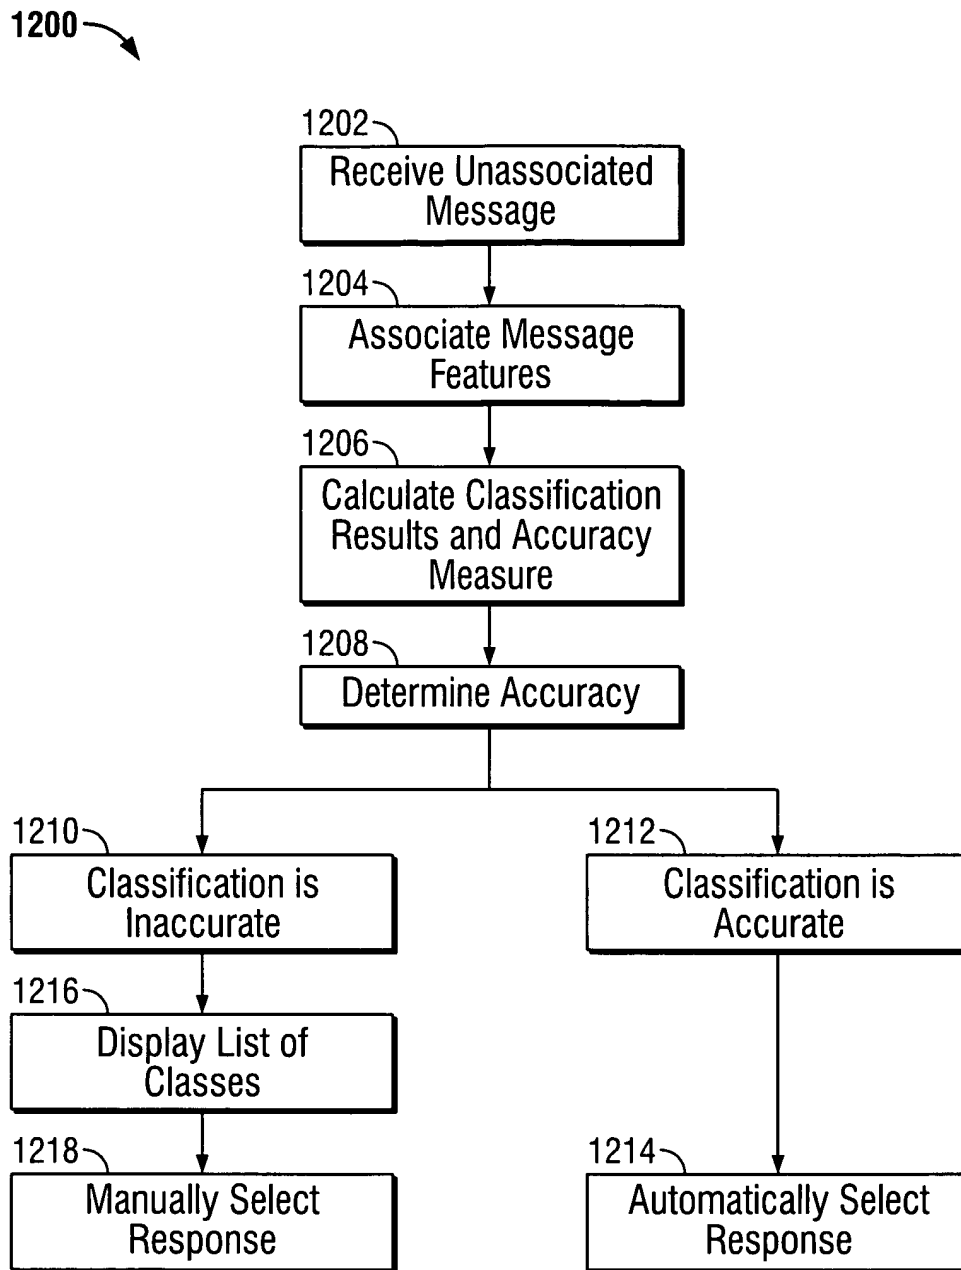 1200
1202
Receive Unassociated
Message
1204
Associate Message
Features
1206
Calculate Classification
Results and Accuracy
Measure
1208
Determine Accuracy
1210
Classification is
Inaccurate
1212
Classification is
Accurate
1216
Display List of
Classes
1218
Manually Select
Response
1214
Automatically Select
Response